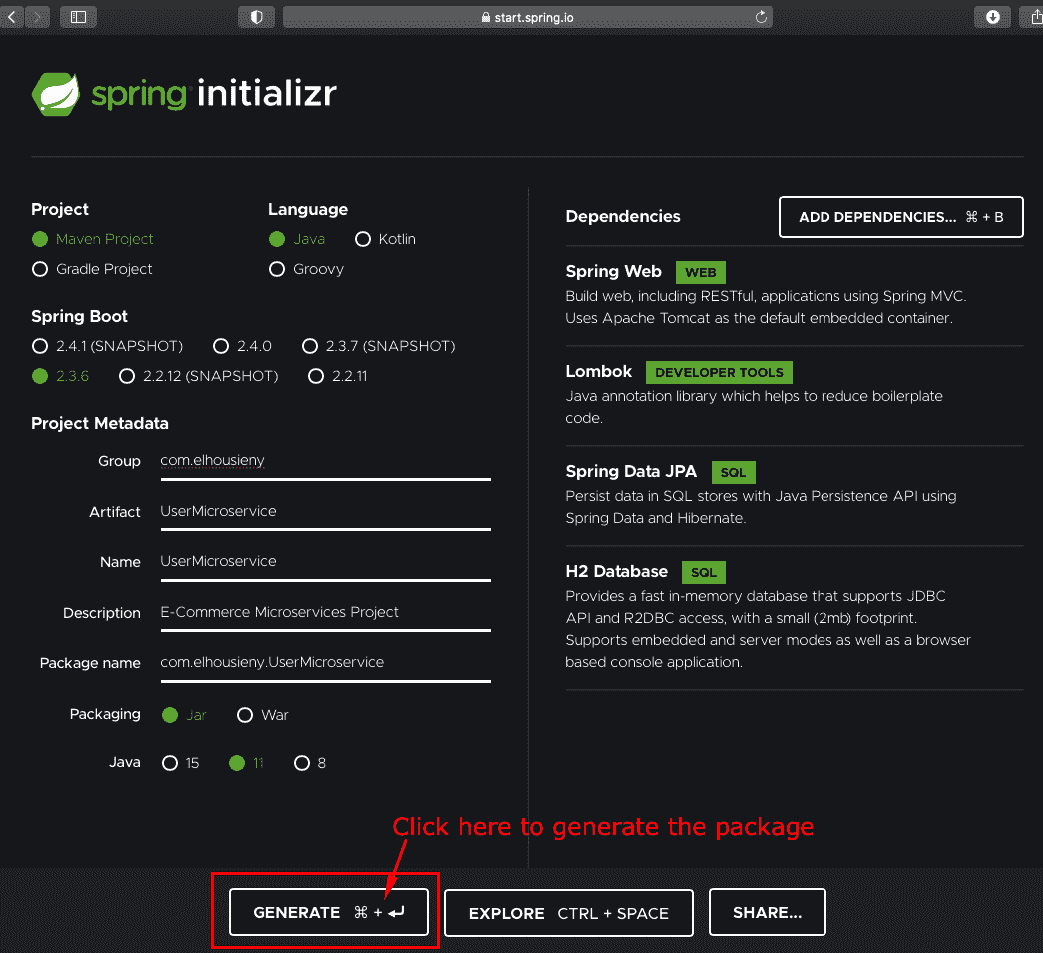 start.spring.io
spring initializr
Project
Maven Project
Gradle Project
Language
Java Kotlin
Groovy
Spring Boot
2.4.1 (SNAPSHOT) 2.4.0 2.3.7 (SNAPSHOT)
2.3.6 2.2.12 (SNAPSHOT) 2.2.11
Project Metadata
Group com.elhousieny
Artifact UserMicroservice
Name UserMicroservice
Description E-Commerce Microservices Project
Package name com.elhousieny.UserMicroservice
Packaging Jar War
Java 15 11 8
Dependencies ADD DEPENDENCIES... ⌘ + B
Spring Web WEB
Build web, including RESTful, applications using Spring MVC.
Uses Apache Tomcat as the default embedded container.
Lombok DEVELOPER TOOLS
Java annotation library which helps to reduce boilerplate
code.
Spring Data JPA SQL
Persist data in SQL stores with Java Persistence API using
Spring Data and Hibernate.
H2 Database SQL
Provides a fast in-memory database that supports JDBC
API and R2DBC access, with a small (2mb) footprint.
Supports embedded and server modes as well as a browser
based console application.
Click here to generate the package
GENERATE ⌘ + ↵ EXPLORE CTRL + SPACE SHARE...